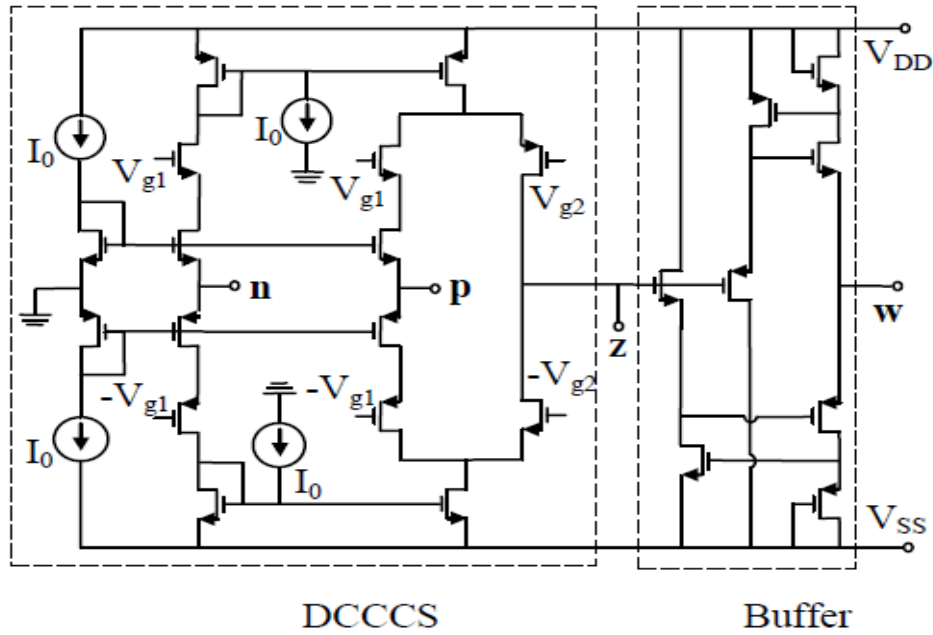 V_DD
I_0
I_0
V_g1
V_g1
V_g2
n
p
w
z
-V_g1
-V_g1
-V_g2
I_0
I_0
V_SS
DCCCS
Buffer